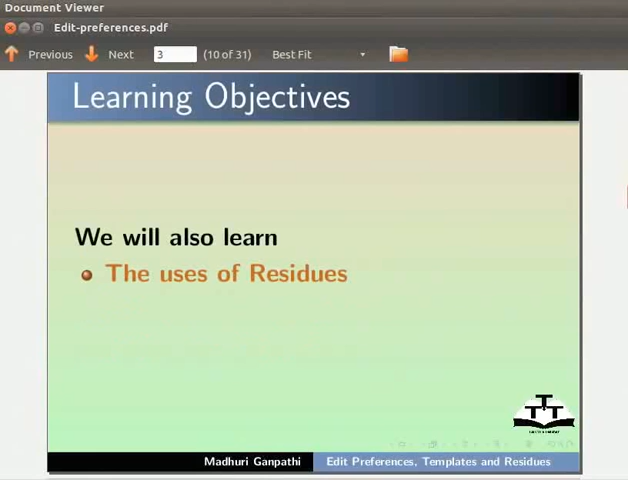 Document Viewer
Edit-preferences.pdf
Previous Next 3 (10 of 31) Best Fit
Learning Objectives
We will also learn
The uses of Residues
TTT
Madhuri Ganpathi Edit Preferences, Templates and Residues